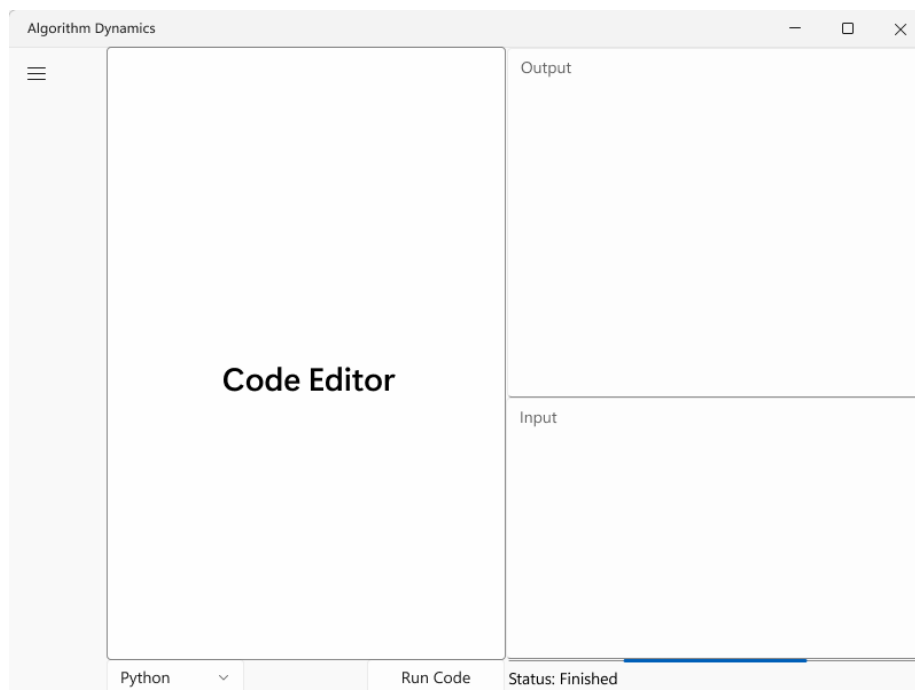 Algorithm Dynamics
Output
Code Editor
Input
Python
Run Code
Status: Finished